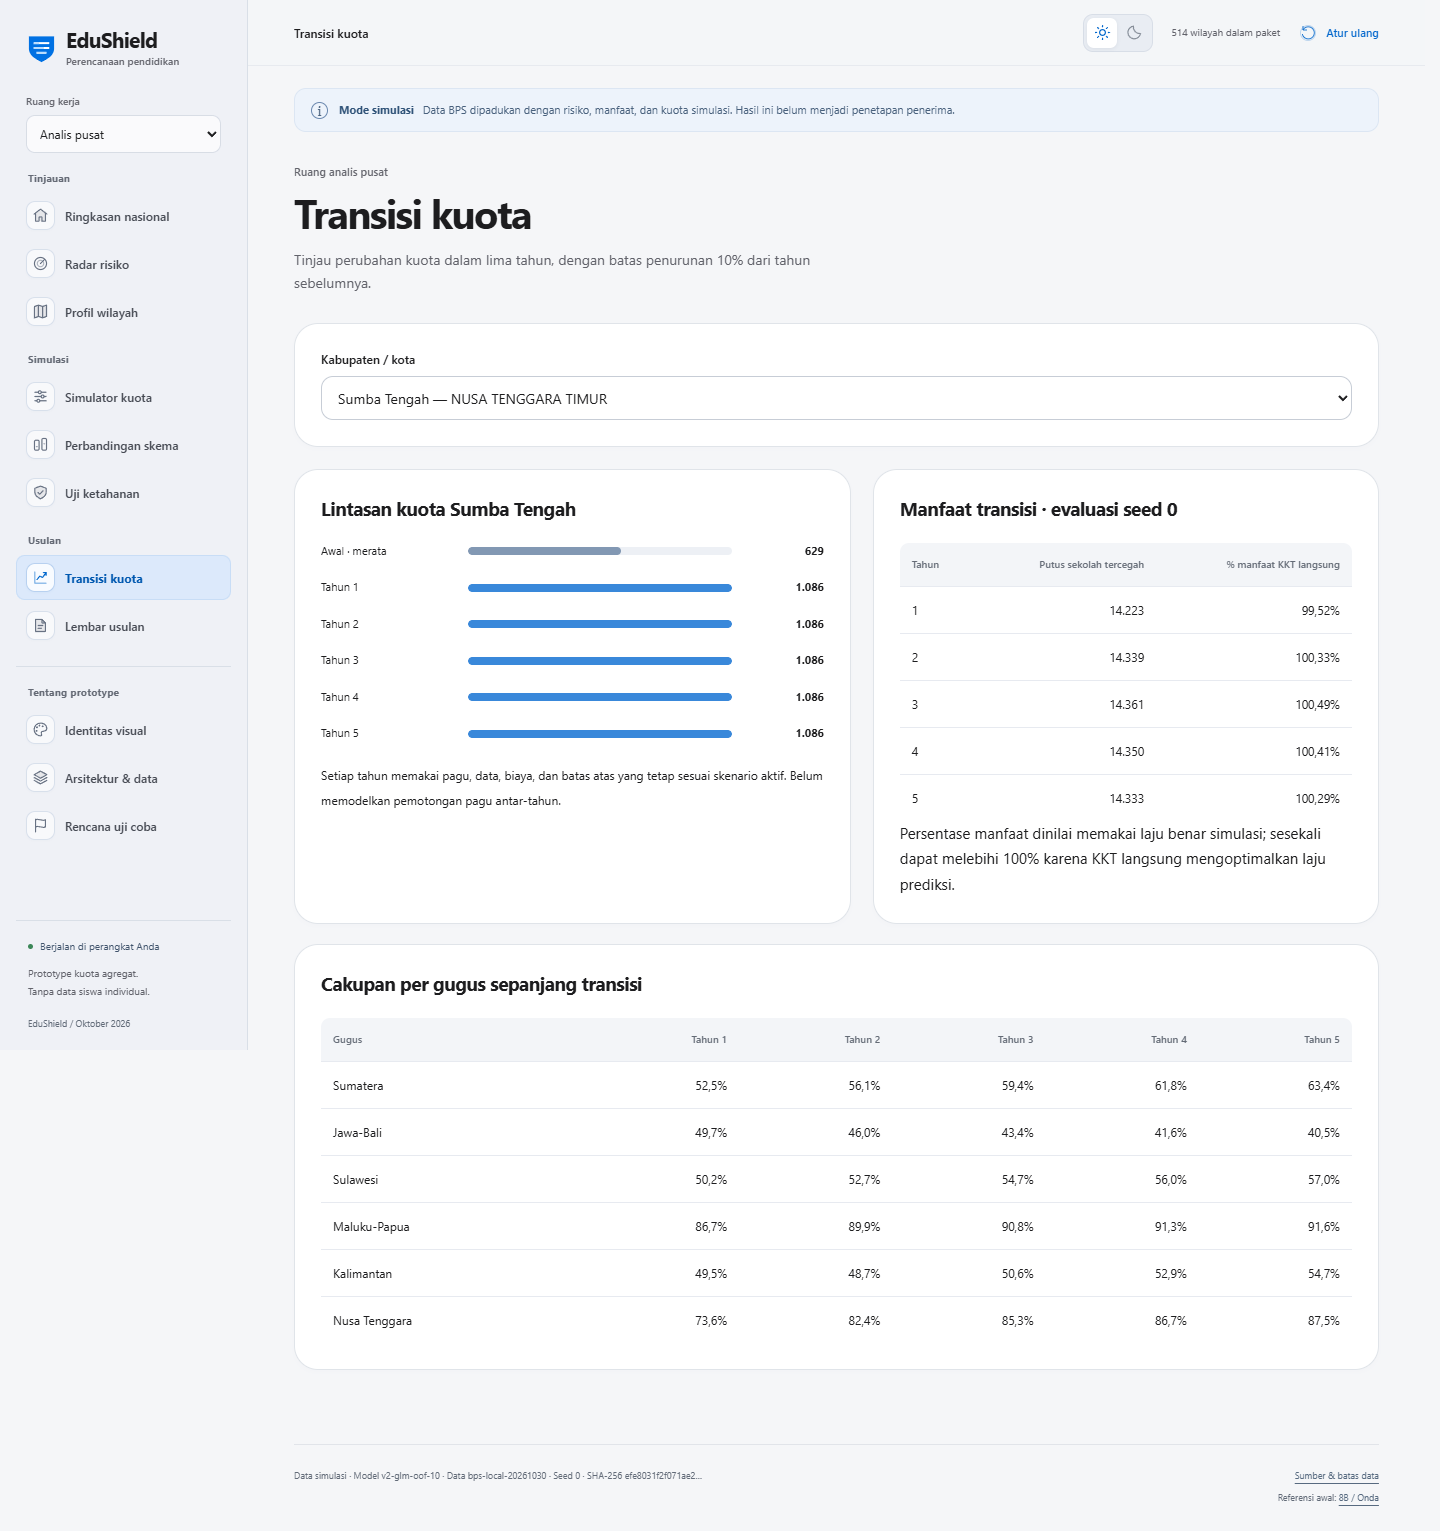 EduShield
Perencanaan pendidikan
Ruang kerja
Analis pusat
Tinjauan
Ringkasan nasional
Radar risiko
Profil wilayah
Simulasi
Simulator kuota
Perbandingan skema
Uji ketahanan
Usulan
Transisi kuota
Lembar usulan
Tentang prototype
Identitas visual
Arsitektur & data
Rencana uji coba
Berjalan di perangkat Anda
Prototype kuota agregat.
Tanpa data siswa individual.
EduShield / Oktober 2026
Transisi kuota
514 wilayah dalam paket
Atur ulang
Mode simulasi Data BPS dipadukan dengan risiko, manfaat, dan kuota simulasi. Hasil ini belum menjadi penetapan penerima.
Ruang analis pusat
Transisi kuota
Tinjau perubahan kuota dalam lima tahun, dengan batas penurunan 10% dari tahun
sebelumnya.
Kabupaten / kota
Sumba Tengah — NUSA TENGGARA TIMUR
Lintasan kuota Sumba Tengah
Awal · merata 629
Tahun 1 1.086
Tahun 2 1.086
Tahun 3 1.086
Tahun 4 1.086
Tahun 5 1.086
Setiap tahun memakai pagu, data, biaya, dan batas atas yang tetap sesuai skenario aktif. Belum
memodelkan pemotongan pagu antar-tahun.
Manfaat transisi · evaluasi seed 0
Tahun Putus sekolah tercegah % manfaat KKT langsung
1 14.223 99,52%
2 14.339 100,33%
3 14.361 100,49%
4 14.350 100,41%
5 14.333 100,29%
Persentase manfaat dinilai memakai laju benar simulasi; sesekali
dapat melebihi 100% karena KKT langsung mengoptimalkan laju
prediksi.
Cakupan per gugus sepanjang transisi
Gugus Tahun 1 Tahun 2 Tahun 3 Tahun 4 Tahun 5
Sumatera 52,5% 56,1% 59,4% 61,8% 63,4%
Jawa-Bali 49,7% 46,0% 43,4% 41,6% 40,5%
Sulawesi 50,2% 52,7% 54,7% 56,0% 57,0%
Maluku-Papua 86,7% 89,9% 90,8% 91,3% 91,6%
Kalimantan 49,5% 48,7% 50,6% 52,9% 54,7%
Nusa Tenggara 73,6% 82,4% 85,3% 86,7% 87,5%
Data simulasi · Model v2-glm-oof-10 · Data bps-local-20261030 · Seed 0 · SHA-256 efe8031f2f071ae2…
Sumber & batas data
Referensi awal: 8B / Onda